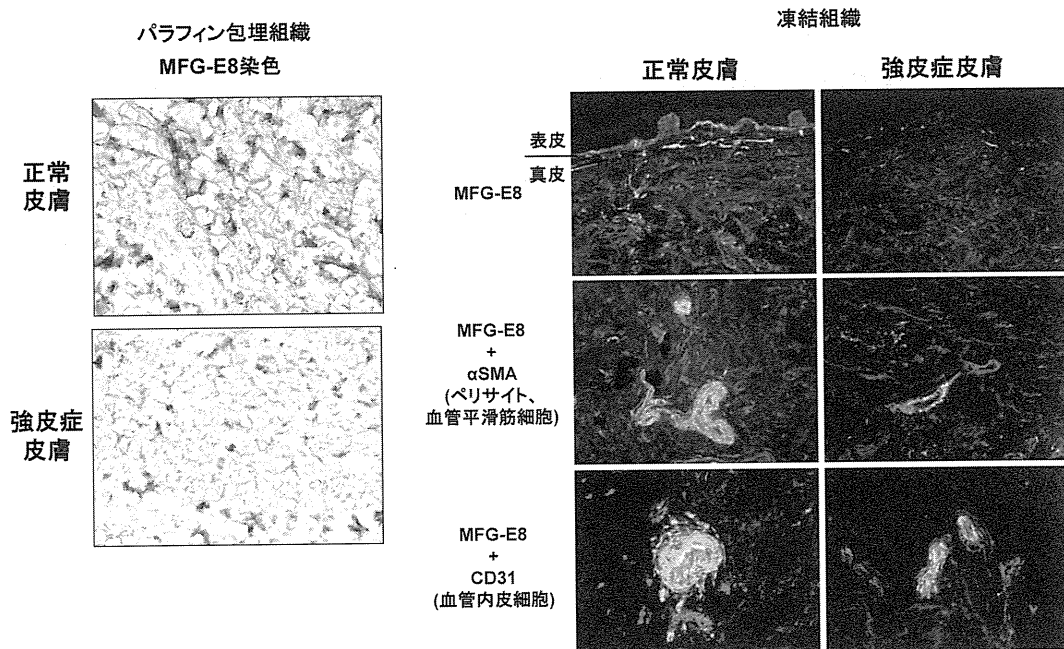 パラフィン包埋組織
MFG-E8染色
正常
皮膚
強皮症
皮膚
凍結組織
正常皮膚
強皮症皮膚
表皮
真皮
MFG-E8
MFG-E8
+
αSMA
(ペリサイト、
血管平滑筋細胞)
MFG-E8
+
CD31
(血管内皮細胞)